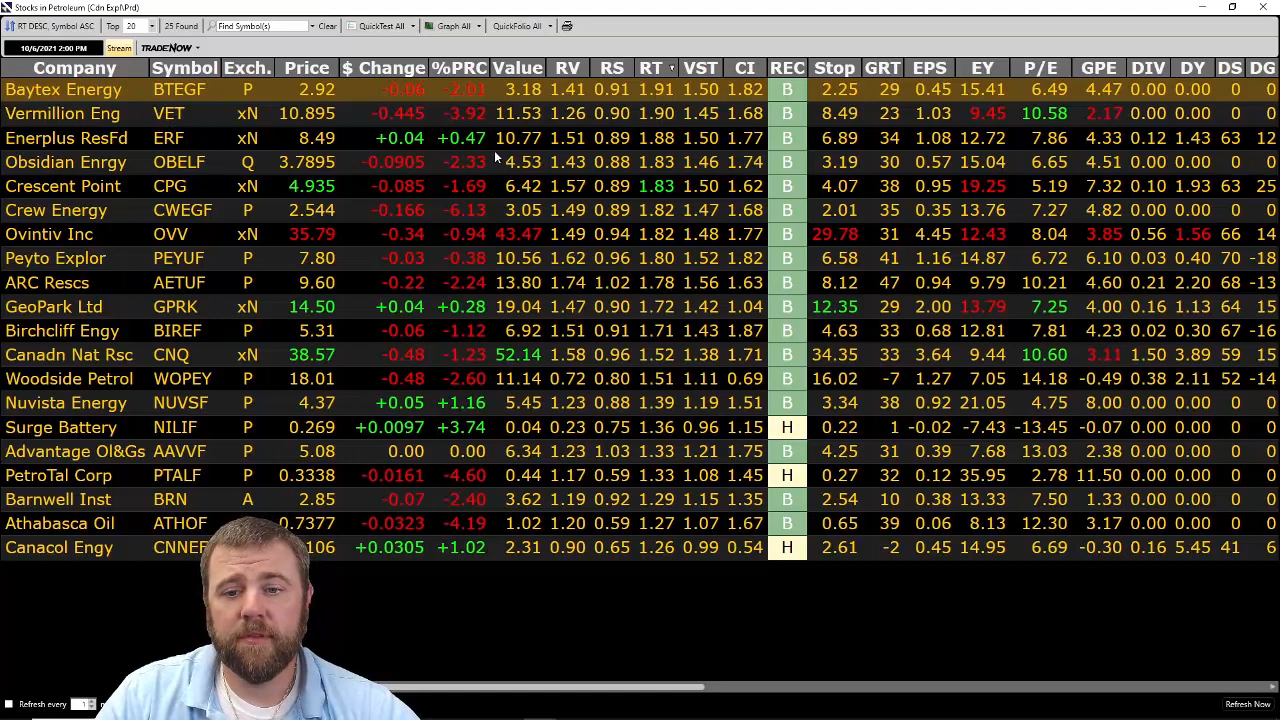 Stocks in Petroleum (Cdn Expl\Prd)
RT DESC, Symbol ASC Top 20 25 Found Find Symbol(s) Clear QuickTest All Graph All QuickFolio All
10/6/2021 2:00 PM Stream TRADENOW
Company Symbol Exch. Price $ Change %PRC Value RV RS RT VST CI REC Stop GRT EPS EY P/E GPE DIV DY DS DG
Baytex Energy BTEGF P 2.92 -0.06 -2.01 3.18 1.41 0.91 1.91 1.50 1.82 B 2.25 29 0.45 15.41 6.49 4.47 0.00 0.00 0 0
Vermillion Eng VET xN 10.895 -0.445 -3.92 11.53 1.26 0.90 1.90 1.45 1.68 B 8.49 23 1.03 9.45 10.58 2.17 0.00 0.00 0 0
Enerplus ResFd ERF xN 8.49 +0.04 +0.47 10.77 1.51 0.89 1.88 1.50 1.77 B 6.89 34 1.08 12.72 7.86 4.33 0.12 1.43 63 12
Obsidian Enrgy OBELF Q 3.7895 -0.0905 -2.33 4.53 1.43 0.88 1.83 1.46 1.74 B 3.19 30 0.57 15.04 6.65 4.51 0.00 0.00 0 0
Crescent Point CPG xN 4.935 -0.085 -1.69 6.42 1.57 0.89 1.83 1.50 1.62 B 4.07 38 0.95 19.25 5.19 7.32 0.10 1.93 63 25
Crew Energy CWEGF P 2.544 -0.166 -6.13 3.05 1.49 0.89 1.82 1.47 1.68 B 2.01 35 0.35 13.76 7.27 4.82 0.00 0.00 0 0
Ovintiv Inc OVV xN 35.79 -0.34 -0.94 43.47 1.49 0.94 1.82 1.48 1.77 B 29.78 31 4.45 12.43 8.04 3.85 0.56 1.56 66 14
Peyto Explor PEYUF P 7.80 -0.03 -0.38 10.56 1.62 0.96 1.80 1.52 1.82 B 6.58 41 1.16 14.87 6.72 6.10 0.03 0.40 70 -18
ARC Rescs AETUF P 9.60 -0.22 -2.24 13.80 1.74 1.02 1.78 1.56 1.63 B 8.12 47 0.94 9.79 10.21 4.60 0.21 2.20 68 -13
GeoPark Ltd GPRK xN 14.50 +0.04 +0.28 19.04 1.47 0.90 1.72 1.42 1.04 B 12.35 29 2.00 13.79 7.25 4.00 0.16 1.13 64 15
Birchcliff Engy BIREF P 5.31 -0.06 -1.12 6.92 1.51 0.91 1.71 1.43 1.87 B 4.63 33 0.68 12.81 7.81 4.23 0.02 0.30 67 -16
Canadn Nat Rsc CNQ xN 38.57 -0.48 -1.23 52.14 1.58 0.96 1.52 1.38 1.71 B 34.35 33 3.64 9.44 10.60 3.11 1.50 3.89 59 15
Woodside Petrol WOPEY P 18.01 -0.48 -2.60 11.14 0.72 0.80 1.51 1.11 0.69 B 16.02 -7 1.27 7.05 14.18 -0.49 0.38 2.11 52 -14
Nuvista Energy NUVSF P 4.37 +0.05 +1.16 5.45 1.23 0.88 1.39 1.19 1.51 B 3.34 38 0.92 21.05 4.75 8.00 0.00 0.00 0 0
Surge Battery NILIF P 0.269 +0.0097 +3.74 0.04 0.23 0.75 1.36 0.96 1.15 H 0.22 1 -0.02 -7.43 -13.45 -0.07 0.00 0.00 0 0
Advantage Ol&Gs AAVVF P 5.08 0.00 0.00 6.28 1.23 1.03 1.33 1.21 1.75 B 4.25 31 0.39 7.68 13.03 2.38 0.00 0.00 0 0
PetroTal Corp PTALF P 0.3338 -0.0161 -4.60 0.44 1.17 0.59 1.33 1.08 1.45 H 0.27 32 0.12 35.95 2.78 11.50 0.00 0.00 0 0
Barnwell Inst BRN A 2.85 -0.07 -2.40 3.62 1.19 0.92 1.29 1.15 1.35 B 2.54 10 0.38 13.33 7.50 1.33 0.00 0.00 0 0
Athabasca Oil ATHOF 0.7377 -0.0323 -4.19 1.02 1.20 0.59 1.27 1.07 1.67 B 0.65 39 0.06 8.13 12.30 3.17 0.00 0.00 0 0
Canacol Engy CNNEF +0.0305 +1.02 2.31 0.90 0.65 1.26 0.99 0.54 H 2.61 -2 0.45 14.95 6.69 -0.30 0.16 5.45 41 6
Refresh every 1 Refresh Now